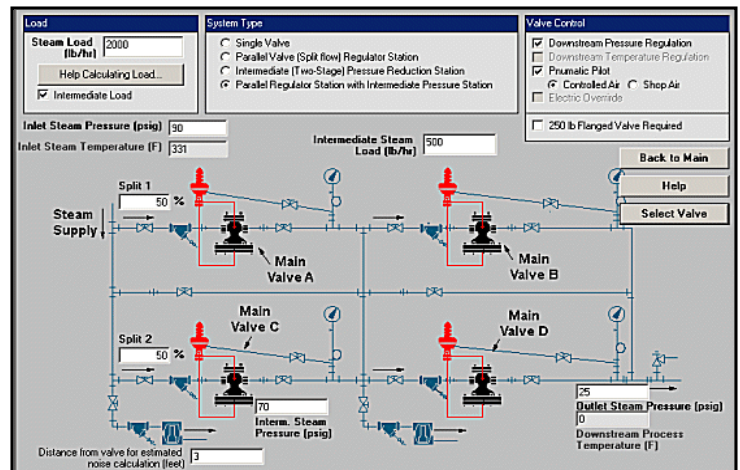 Load
Steam Load
(lb/hr)
2000
Help Calculating Load...
Intermediate Load
System Type
Single Valve
Parallel Valve (Split flow) Regulator Station
Intermediate (Two-Stage) Pressure Reduction Station
Parallel Regulator Station with Intermediate Pressure Station
Valve Control
Downstream Pressure Regulation
Downstream Temperature Regulation
Pnumatic Pilot
Controlled Air
Shop Air
Electric Override
250 lb Flanged Valve Required
Inlet Steam Pressure (psig)
90
Inlet Steam Temperature (F)
331
Intermediate Steam
Load (lb/hr)
500
Back to Main
Help
Select Valve
Split 1
50 %
Steam
Supply
Main
Valve A
Main
Valve B
Main
Valve C
Main
Valve D
Split 2
50 %
70
Interm. Steam
Pressure (psig)
25
Outlet Steam Pressure (psig)
0
Downstream Process
Temperature (F)
Distance from valve for estimated
noise calculation (feet)
3